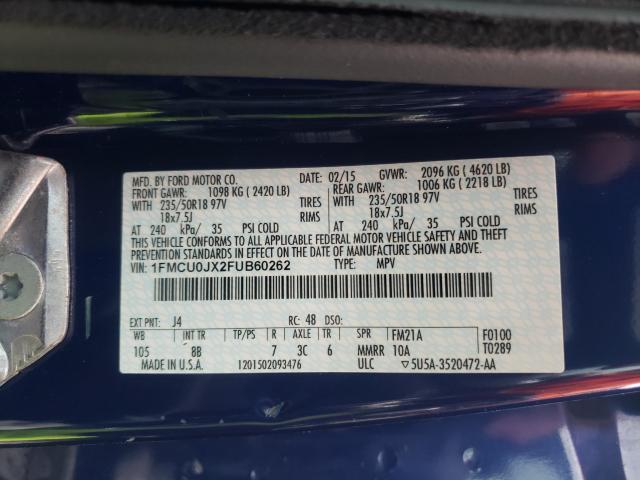 MFD. BY FORD MOTOR CO. DATE: 02/15 GVWR: 2096 KG ( 4620 LB)
FRONT GAWR: 1098 KG ( 2420 LB) REAR GAWR: 1006 KG ( 2218 LB)
WITH 235/50R18 97V TIRES WITH 235/50R18 97V TIRES
18x7.5J RIMS 18x7.5J RIMS
AT 240 kPa/ 35 PSI COLD AT 240 kPa/ 35 PSI COLD
THIS VEHICLE CONFORMS TO ALL APPLICABLE FEDERAL MOTOR VEHICLE SAFETY AND THEFT
PREVENTION STANDARDS IN EFFECT ON THE DATE OF MANUFACTURE SHOWN ABOVE.
VIN: 1FMCU0JX2FUB60262 TYPE: MPV
EXT PNT: J4 RC: 48 DSO:
WB INT TR TP/PS R AXLE TR SPR FM21A F0100
105 8B 7 3C 6 MMRR 10A T0289
MADE IN U.S.A. 1201502093476 ULC ▽5U5A-3520472-AA